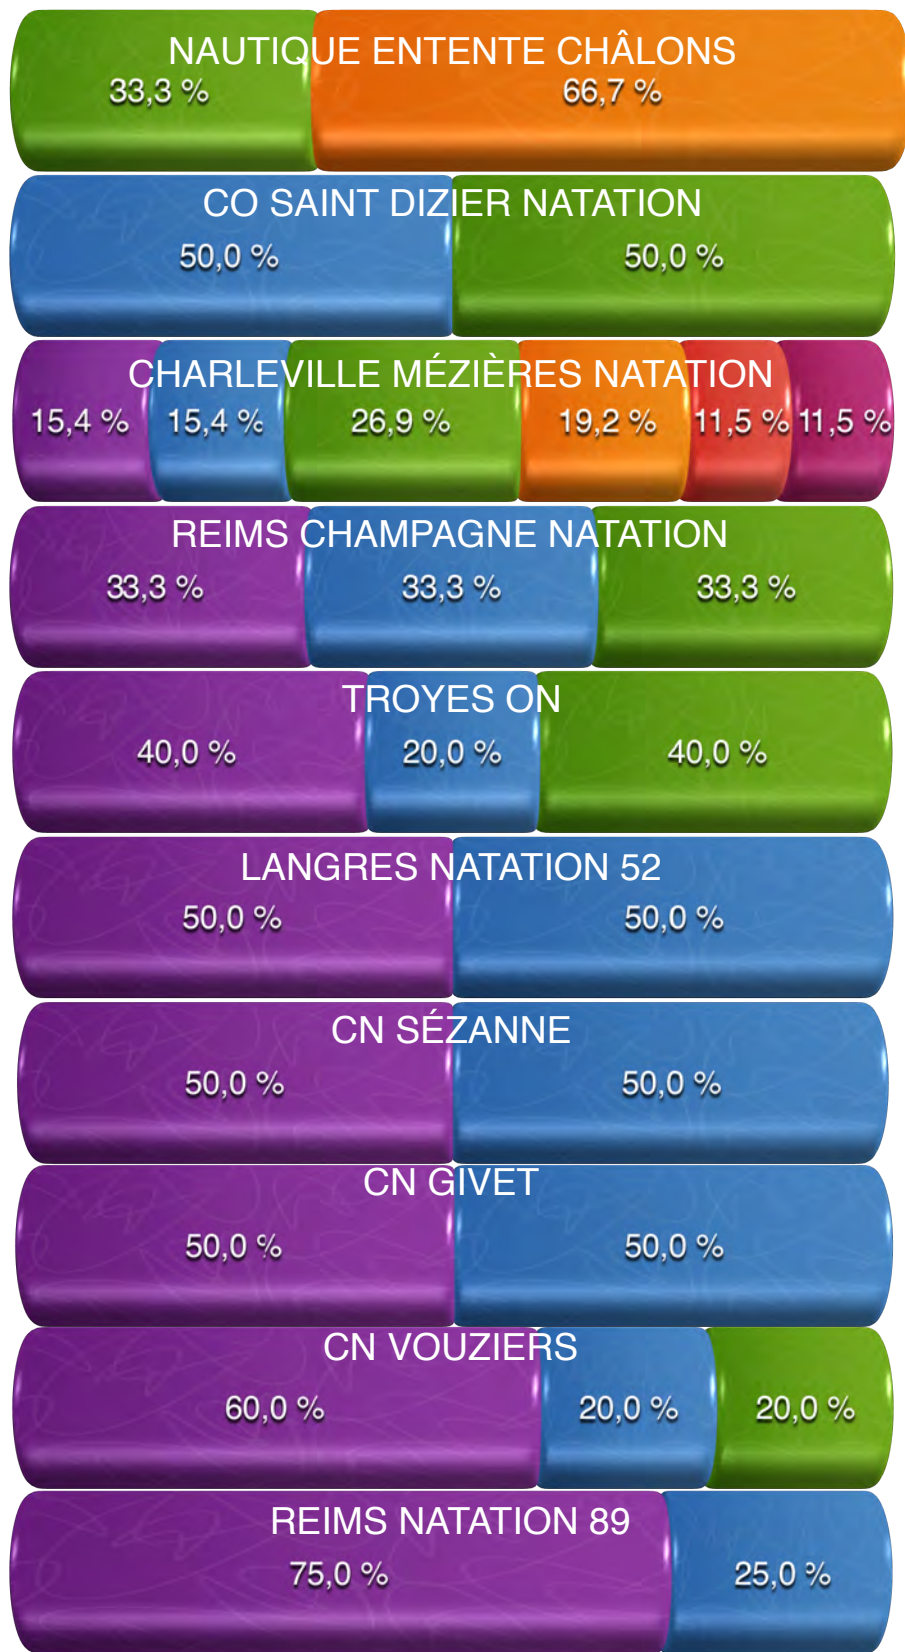 NAUTIQUE ENTENTE CHÂLONS
33,3 % 66,7 %
CO SAINT DIZIER NATATION
50,0 % 50,0 %
CHARLEVILLE MÉZIÈRES NATATION
15,4 % 15,4 % 26,9 % 19,2 % 11,5 % 11,5 %
REIMS CHAMPAGNE NATATION
33,3 % 33,3 % 33,3 %
TROYES ON
40,0 % 20,0 % 40,0 %
LANGRES NATATION 52
50,0 % 50,0 %
CN SÉZANNE
50,0 % 50,0 %
CN GIVET
50,0 % 50,0 %
CN VOUZIERS
60,0 % 20,0 % 20,0 %
REIMS NATATION 89
75,0 % 25,0 %